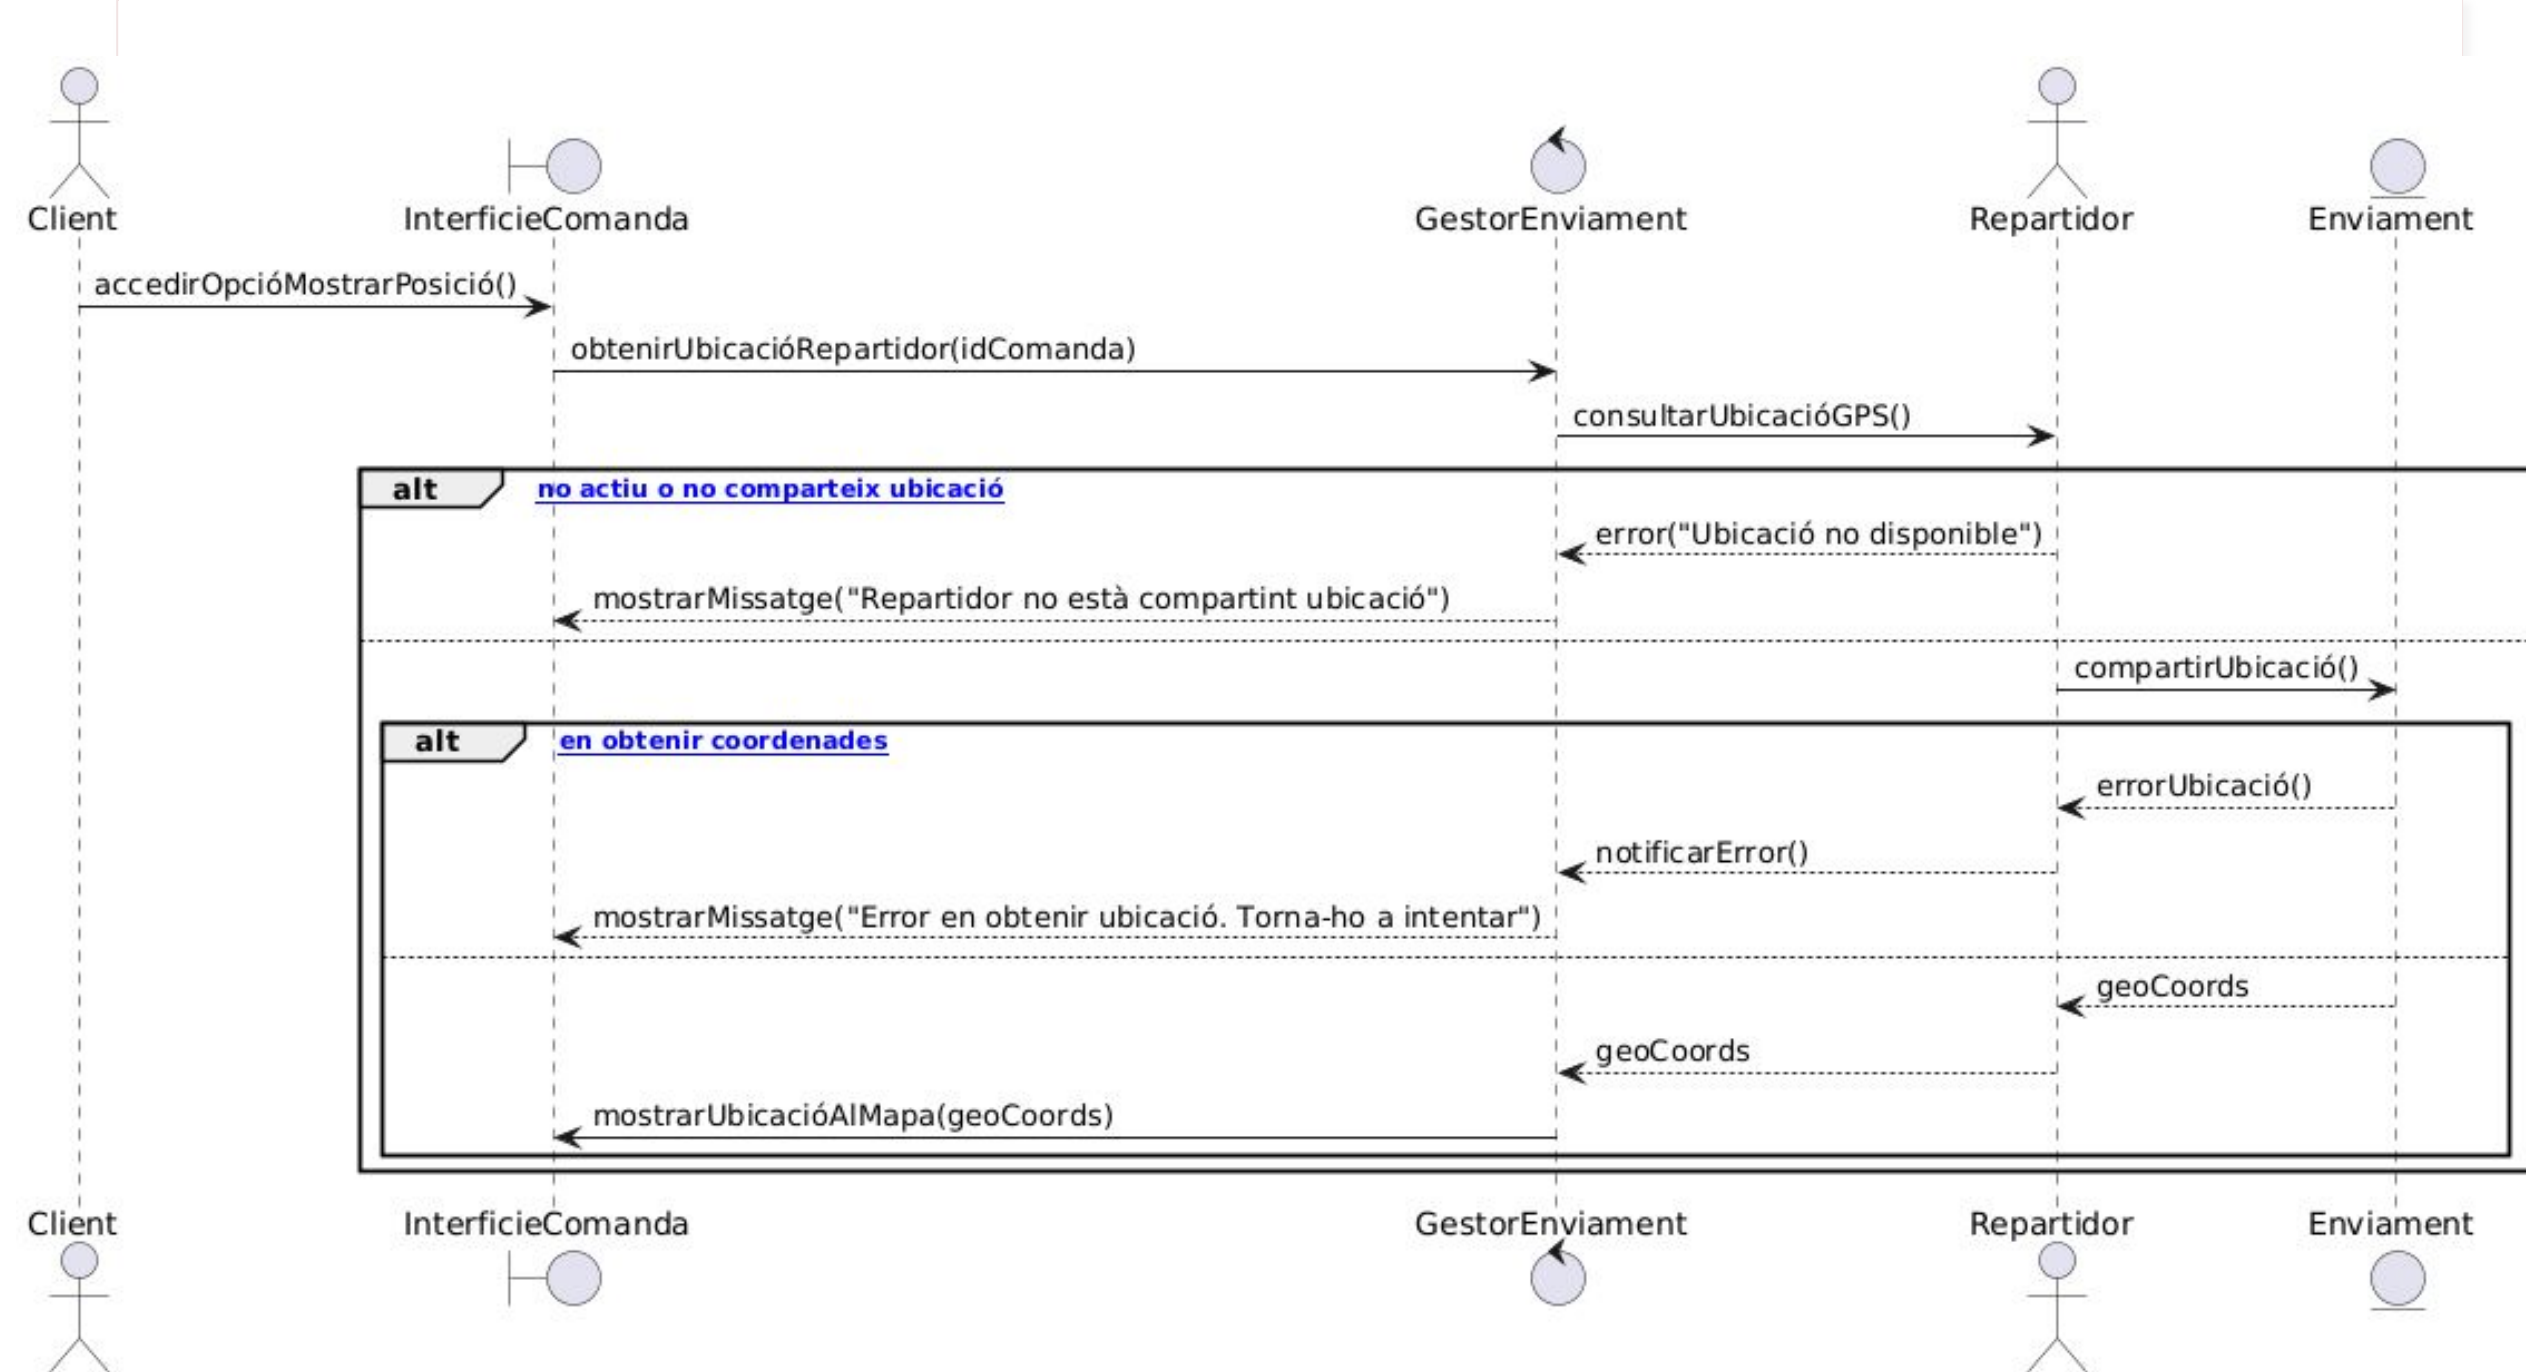 Client
InterficieComanda
GestorEnviament
Repartidor
Enviament
accedirOpcióMostrarPosició()
obtenirUbicacióRepartidor(idComanda)
consultarUbicacióGPS()
alt
no actiu o no comparteix ubicació
error("Ubicació no disponible")
mostrarMissatge("Repartidor no està compartint ubicació")
compartirUbicació()
alt
en obtenir coordenades
errorUbicació()
notificarError()
mostrarMissatge("Error en obtenir ubicació. Torna-ho a intentar")
geoCoords
geoCoords
mostrarUbicacióAlMapa(geoCoords)
Client
InterficieComanda
GestorEnviament
Repartidor
Enviament